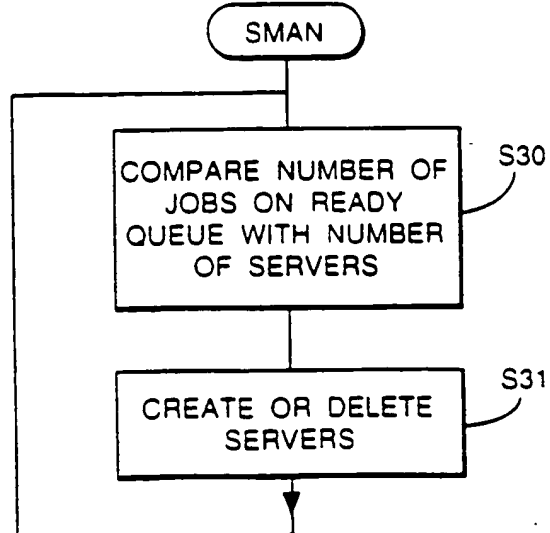 SMAN
COMPARE NUMBER OF
JOBS ON READY
QUEUE WITH NUMBER
OF SERVERS
S30
CREATE OR DELETE
SERVERS
S31